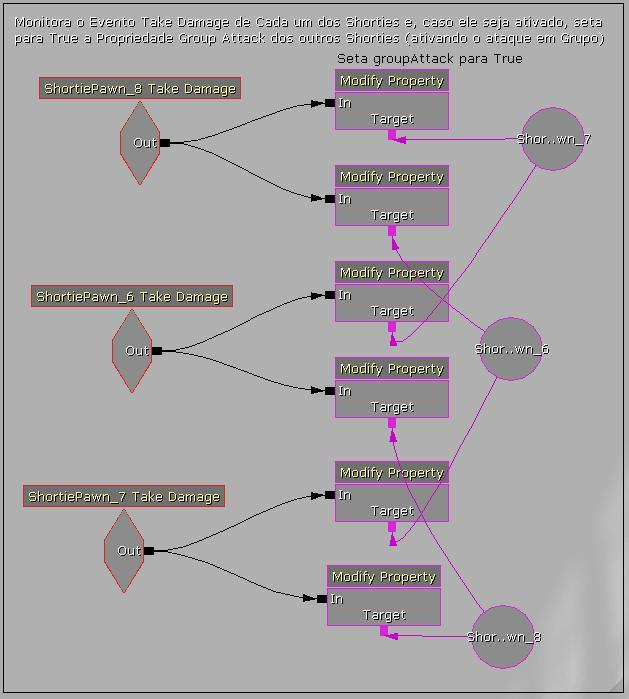 Monitora o Evento Take Damage de Cada um dos Shorties e, caso ele seja ativado, seta
para True a Propriedade Group Attack dos outros Shorties (ativando o ataque em Grupo)
Seta groupAttack para True
ShortiePawn_8 Take Damage
Out
Modify Property
In
Target
Shor..wn_7
Modify Property
In
Target
ShortiePawn_6 Take Damage
Out
Modify Property
In
Target
Shor..wn_6
Modify Property
In
Target
ShortiePawn_7 Take Damage
Out
Modify Property
In
Target
Modify Property
In
Target
Shor..wn_8